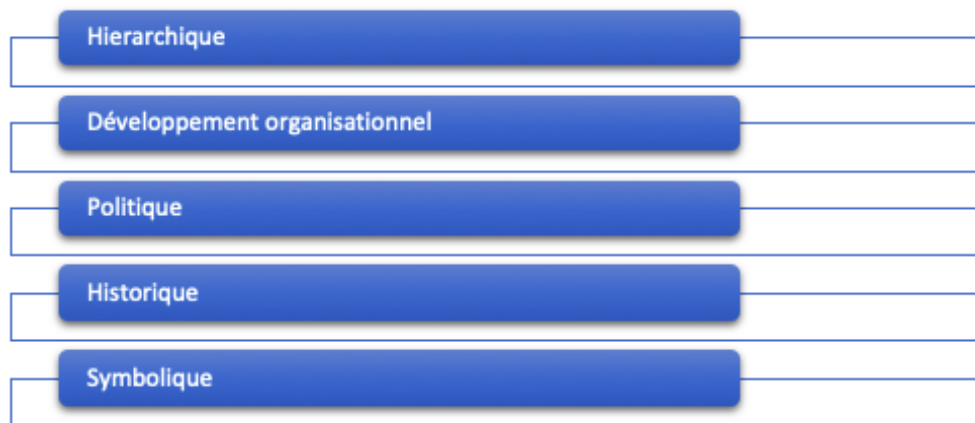 Hierarchique
Développement organisationnel
Politique
Historique
Symbolique